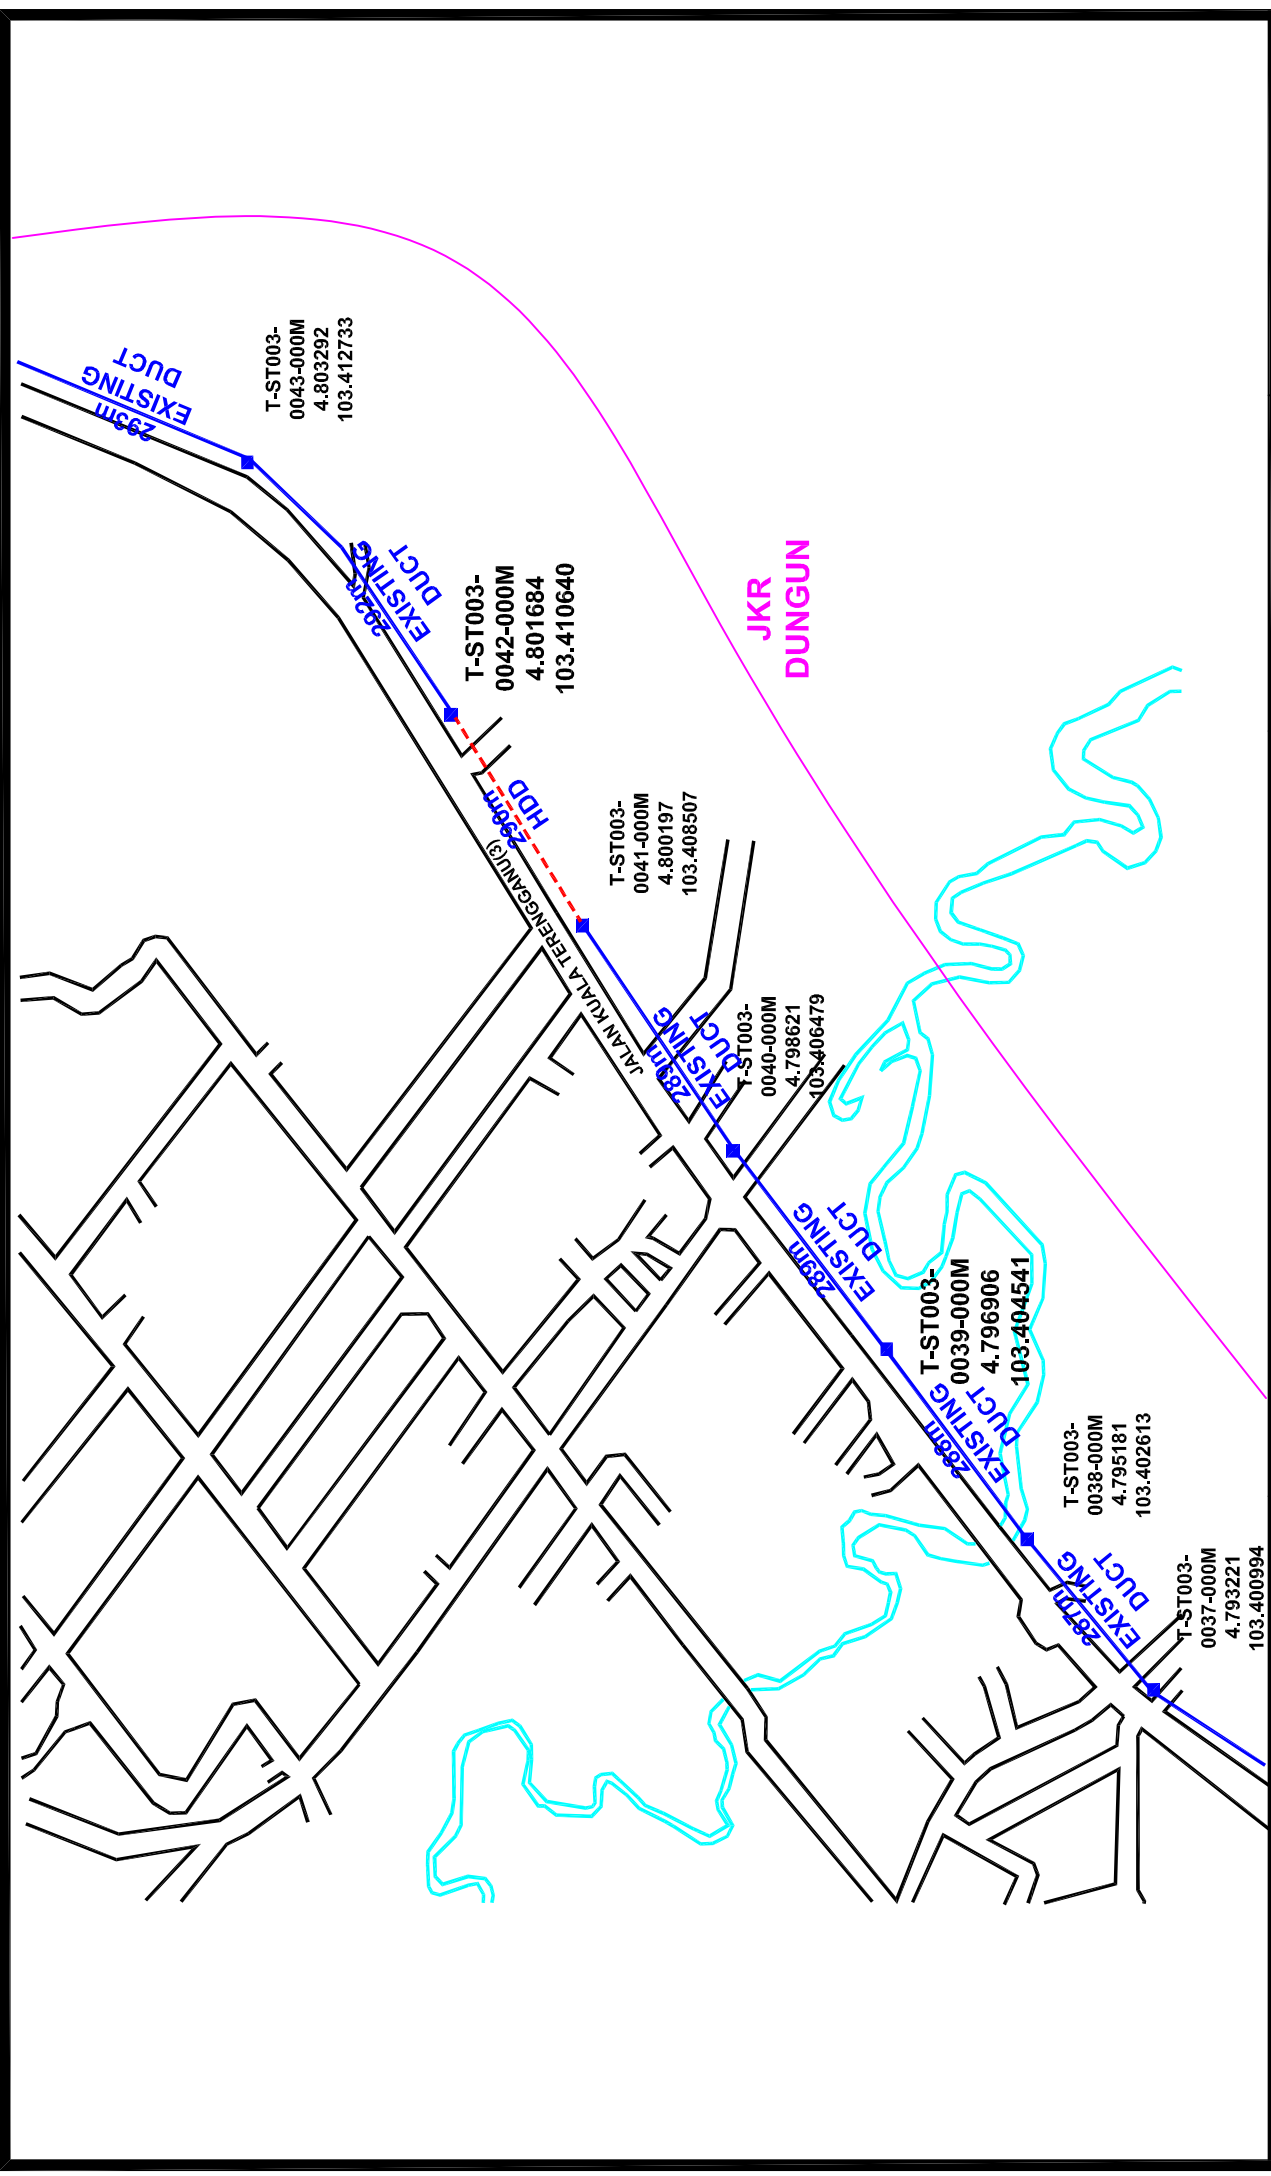 T-ST003-
0043-000M
4.803292
103.412733
EXISTING
DUCT
293m
T-ST003-
0042-000M
4.801684
103.410640
EXISTING
DUCT
292m
JKR
DUNGUN
T-ST003-
0041-000M
4.800197
103.408507
HDD
290m
JALAN KUALA TERENGGANU(3)
T-ST003-
0040-000M
4.798621
103.406479
EXISTING
DUCT
289m
T-ST003-
0039-000M
4.796906
103.404541
EXISTING
DUCT
289m
T-ST003-
0038-000M
4.795181
103.402613
EXISTING
DUCT
288m
T-ST003-
0037-000M
4.793221
103.400994
EXISTING
DUCT
287m